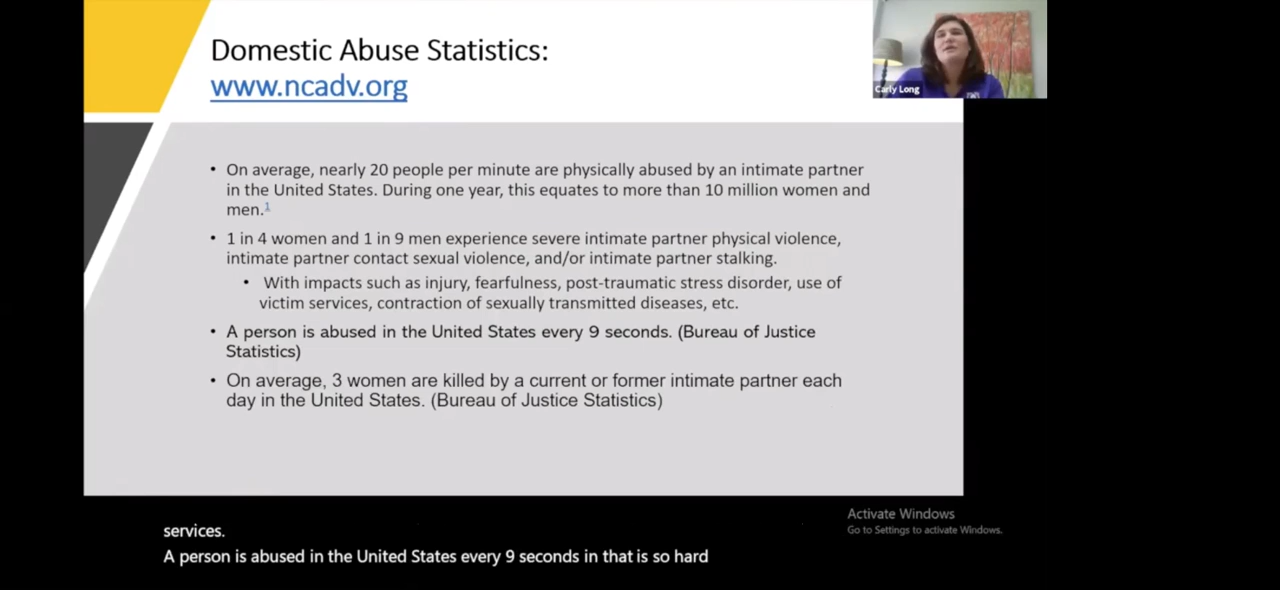 Domestic Abuse Statistics:
www.ncadv.org
Carly Long
• On average, nearly 20 people per minute are physically abused by an intimate partner
in the United States. During one year, this equates to more than 10 million women and
men.1
• 1 in 4 women and 1 in 9 men experience severe intimate partner physical violence,
intimate partner contact sexual violence, and/or intimate partner stalking.
• With impacts such as injury, fearfulness, post-traumatic stress disorder, use of
victim services, contraction of sexually transmitted diseases, etc.
• A person is abused in the United States every 9 seconds. (Bureau of Justice
Statistics)
• On average, 3 women are killed by a current or former intimate partner each
day in the United States. (Bureau of Justice Statistics)
Activate Windows
Go to Settings to activate Windows.
services.
A person is abused in the United States every 9 seconds in that is so hard